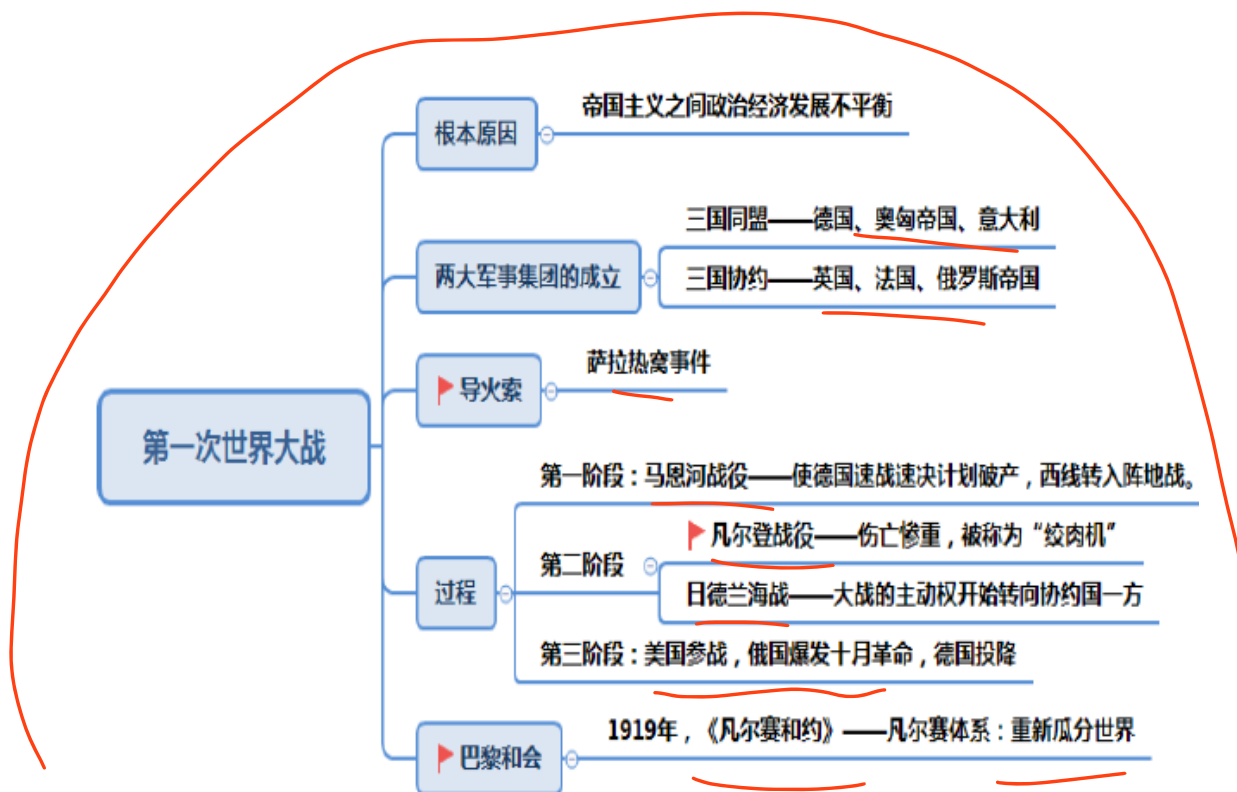 第一次世界大战
根本原因
帝国主义之间政治经济发展不平衡
两大军事集团的成立
三国同盟——德国、奥匈帝国、意大利
三国协约——英国、法国、俄罗斯帝国
导火索
萨拉热窝事件
过程
第一阶段：马恩河战役——使德国速战速决计划破产，西线转入阵地战。
第二阶段
凡尔登战役——伤亡惨重，被称为“绞肉机”
日德兰海战——大战的主动权开始转向协约国一方
第三阶段：美国参战，俄国爆发十月革命，德国投降
巴黎和会
1919年，《凡尔赛和约》——凡尔赛体系：重新瓜分世界